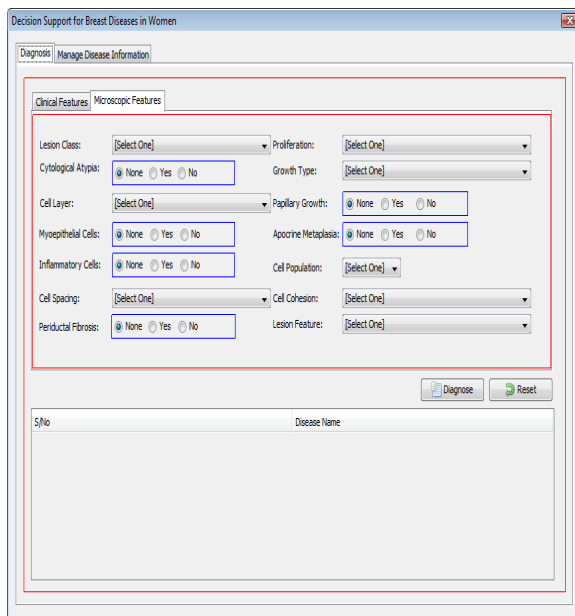 Decision Support for Breast Diseases in Women
Diagnosis Manage Disease Information
Clinical Features Microscopic Features
Lesion Class: [Select One] Proliferation: [Select One]
Cytological Atypia: None Yes No Growth Type: [Select One]
Cell Layer: [Select One] Papillary Growth: None Yes No
Myoepithelial Cells: None Yes No Apocrine Metaplasia: None Yes No
Inflammatory Cells: None Yes No Cell Population: [Select One]
Cell Spacing: [Select One] Cell Cohesion: [Select One]
Periductal Fibrosis: None Yes No Lesion Feature: [Select One]
Diagnose Reset
S/No Disease Name